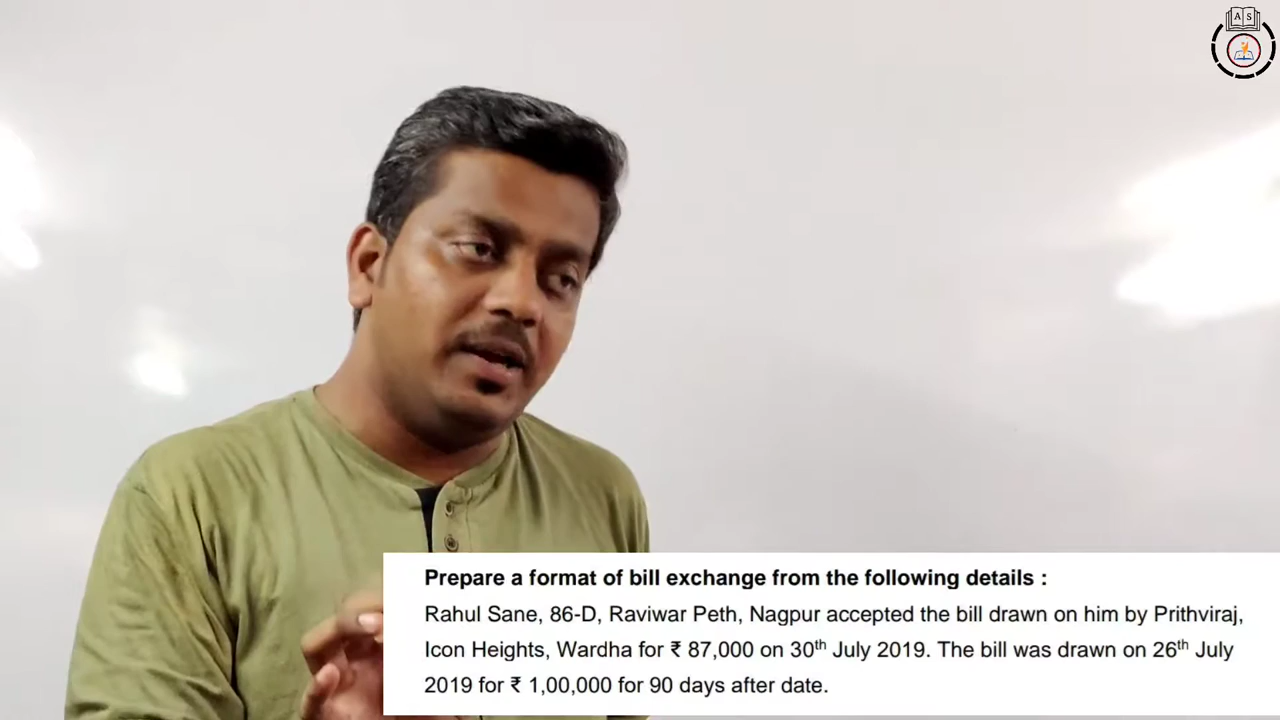 A S
Prepare a format of bill exchange from the following details :
Rahul Sane, 86-D, Raviwar Peth, Nagpur accepted the bill drawn on him by Prithviraj,
Icon Heights, Wardha for ₹ 87,000 on 30th July 2019. The bill was drawn on 26th July
2019 for ₹ 1,00,000 for 90 days after date.